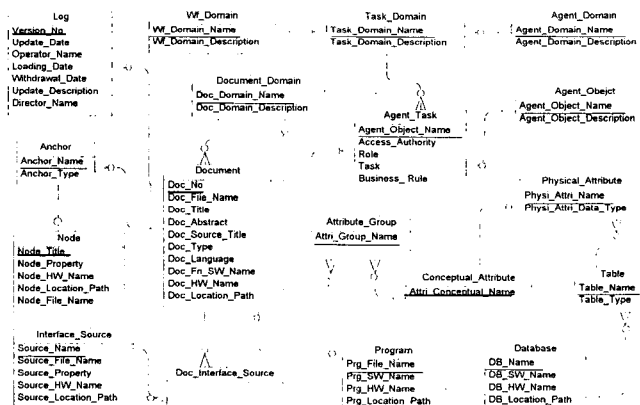 Log
Version_No
Update_Date
Operator_Name
Loading_Date
Withdrawal_Date
Update_Description
Director_Name
Wf_Domain
Wf_Domain_Name
Wf_Domain_Description
Task_Domain
Task_Domain_Name
Task_Domain_Description
Agent_Domain
Agent_Domain_Name
Agent_Domain_Description
Document_Domain
Doc_Domain_Name
Doc_Domain_Description
Agent_Obejct
Agent_Object_Name
Agent_Object_Description
Agent_Task
Agent_Object_Name
Access_Authority
Role
Task
Business_ Rule
Anchor
Anchor_Name
Anchor_Type
Document
Doc_No
Doc_File_Name
Doc_Title
Doc_Abstract
Doc_Source_Title
Doc_Type
Doc_Language
Doc_Fn_SW_Name
Doc_HW_Name
Doc_Location_Path
Physical_Attribute
Physi_Attri_Name
Physi_Attri_Data_Type
Attribute_Group
Attri_Group_Name
Node
Node_Title
Node_Property
Node_HW_Name
Node_Location_Path
Node_File_Name
Conceptual_Attribute
Attri_Conceptual_Name
Table
Table_Name
Table_Type
Interface_Source
Source_Name
Source_File_Name
Source_Property
Source_HW_Name
Source_Location_Path
Doc_Interface_Source
Program
Prg_File_Name
Prg_SW_Name
Prg_HW_Name
Prg_Location_Path
Database
DB_Name
DB_SW_Name
DB_HW_Name
DB_Location_Path